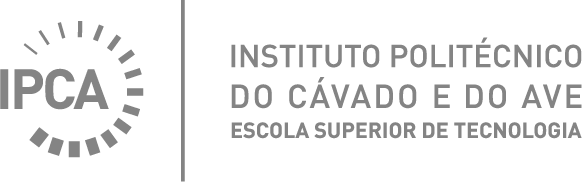 IPCA
INSTITUTO POLITÉCNICO
DO CÁVADO E DO AVE
ESCOLA SUPERIOR DE TECNOLOGIA